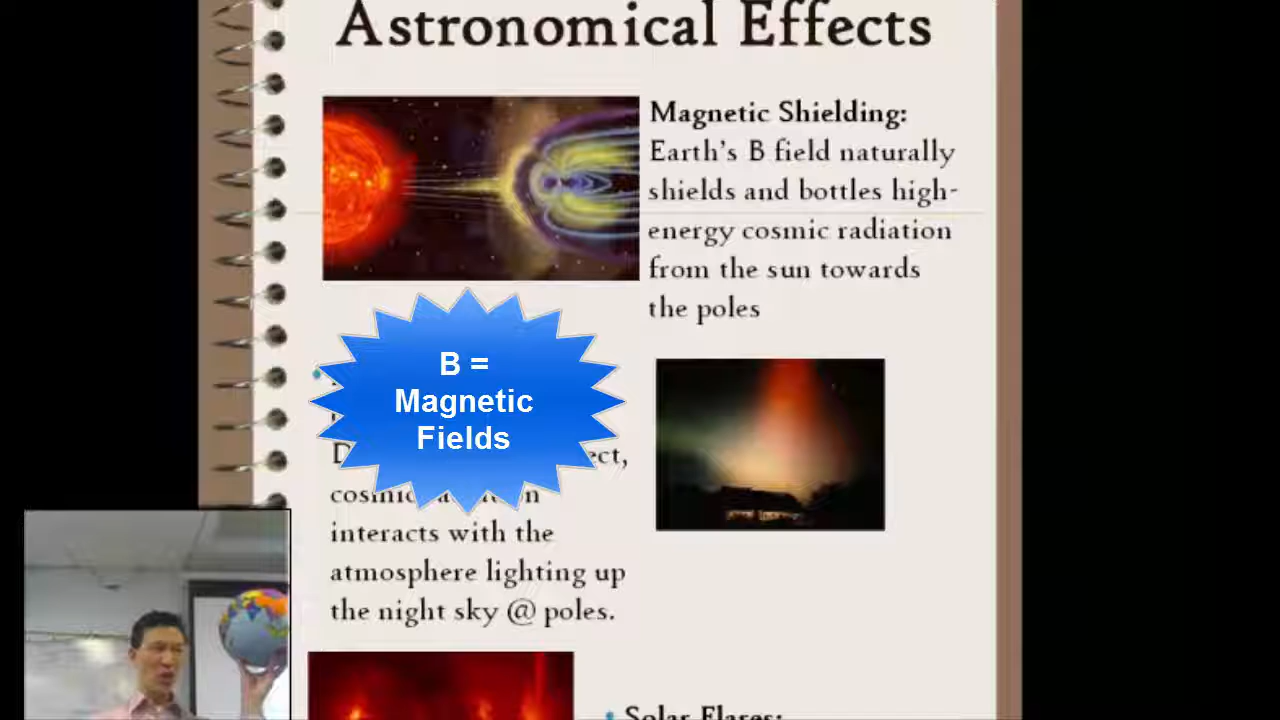 Astronomical Effects
Magnetic Shielding:
Earth's B field naturally
shields and bottles high-
energy cosmic radiation
from the sun towards
the poles
B =
Magnetic
Fields
interacts with the
atmosphere lighting up
the night sky @ poles.
Solar Flares: